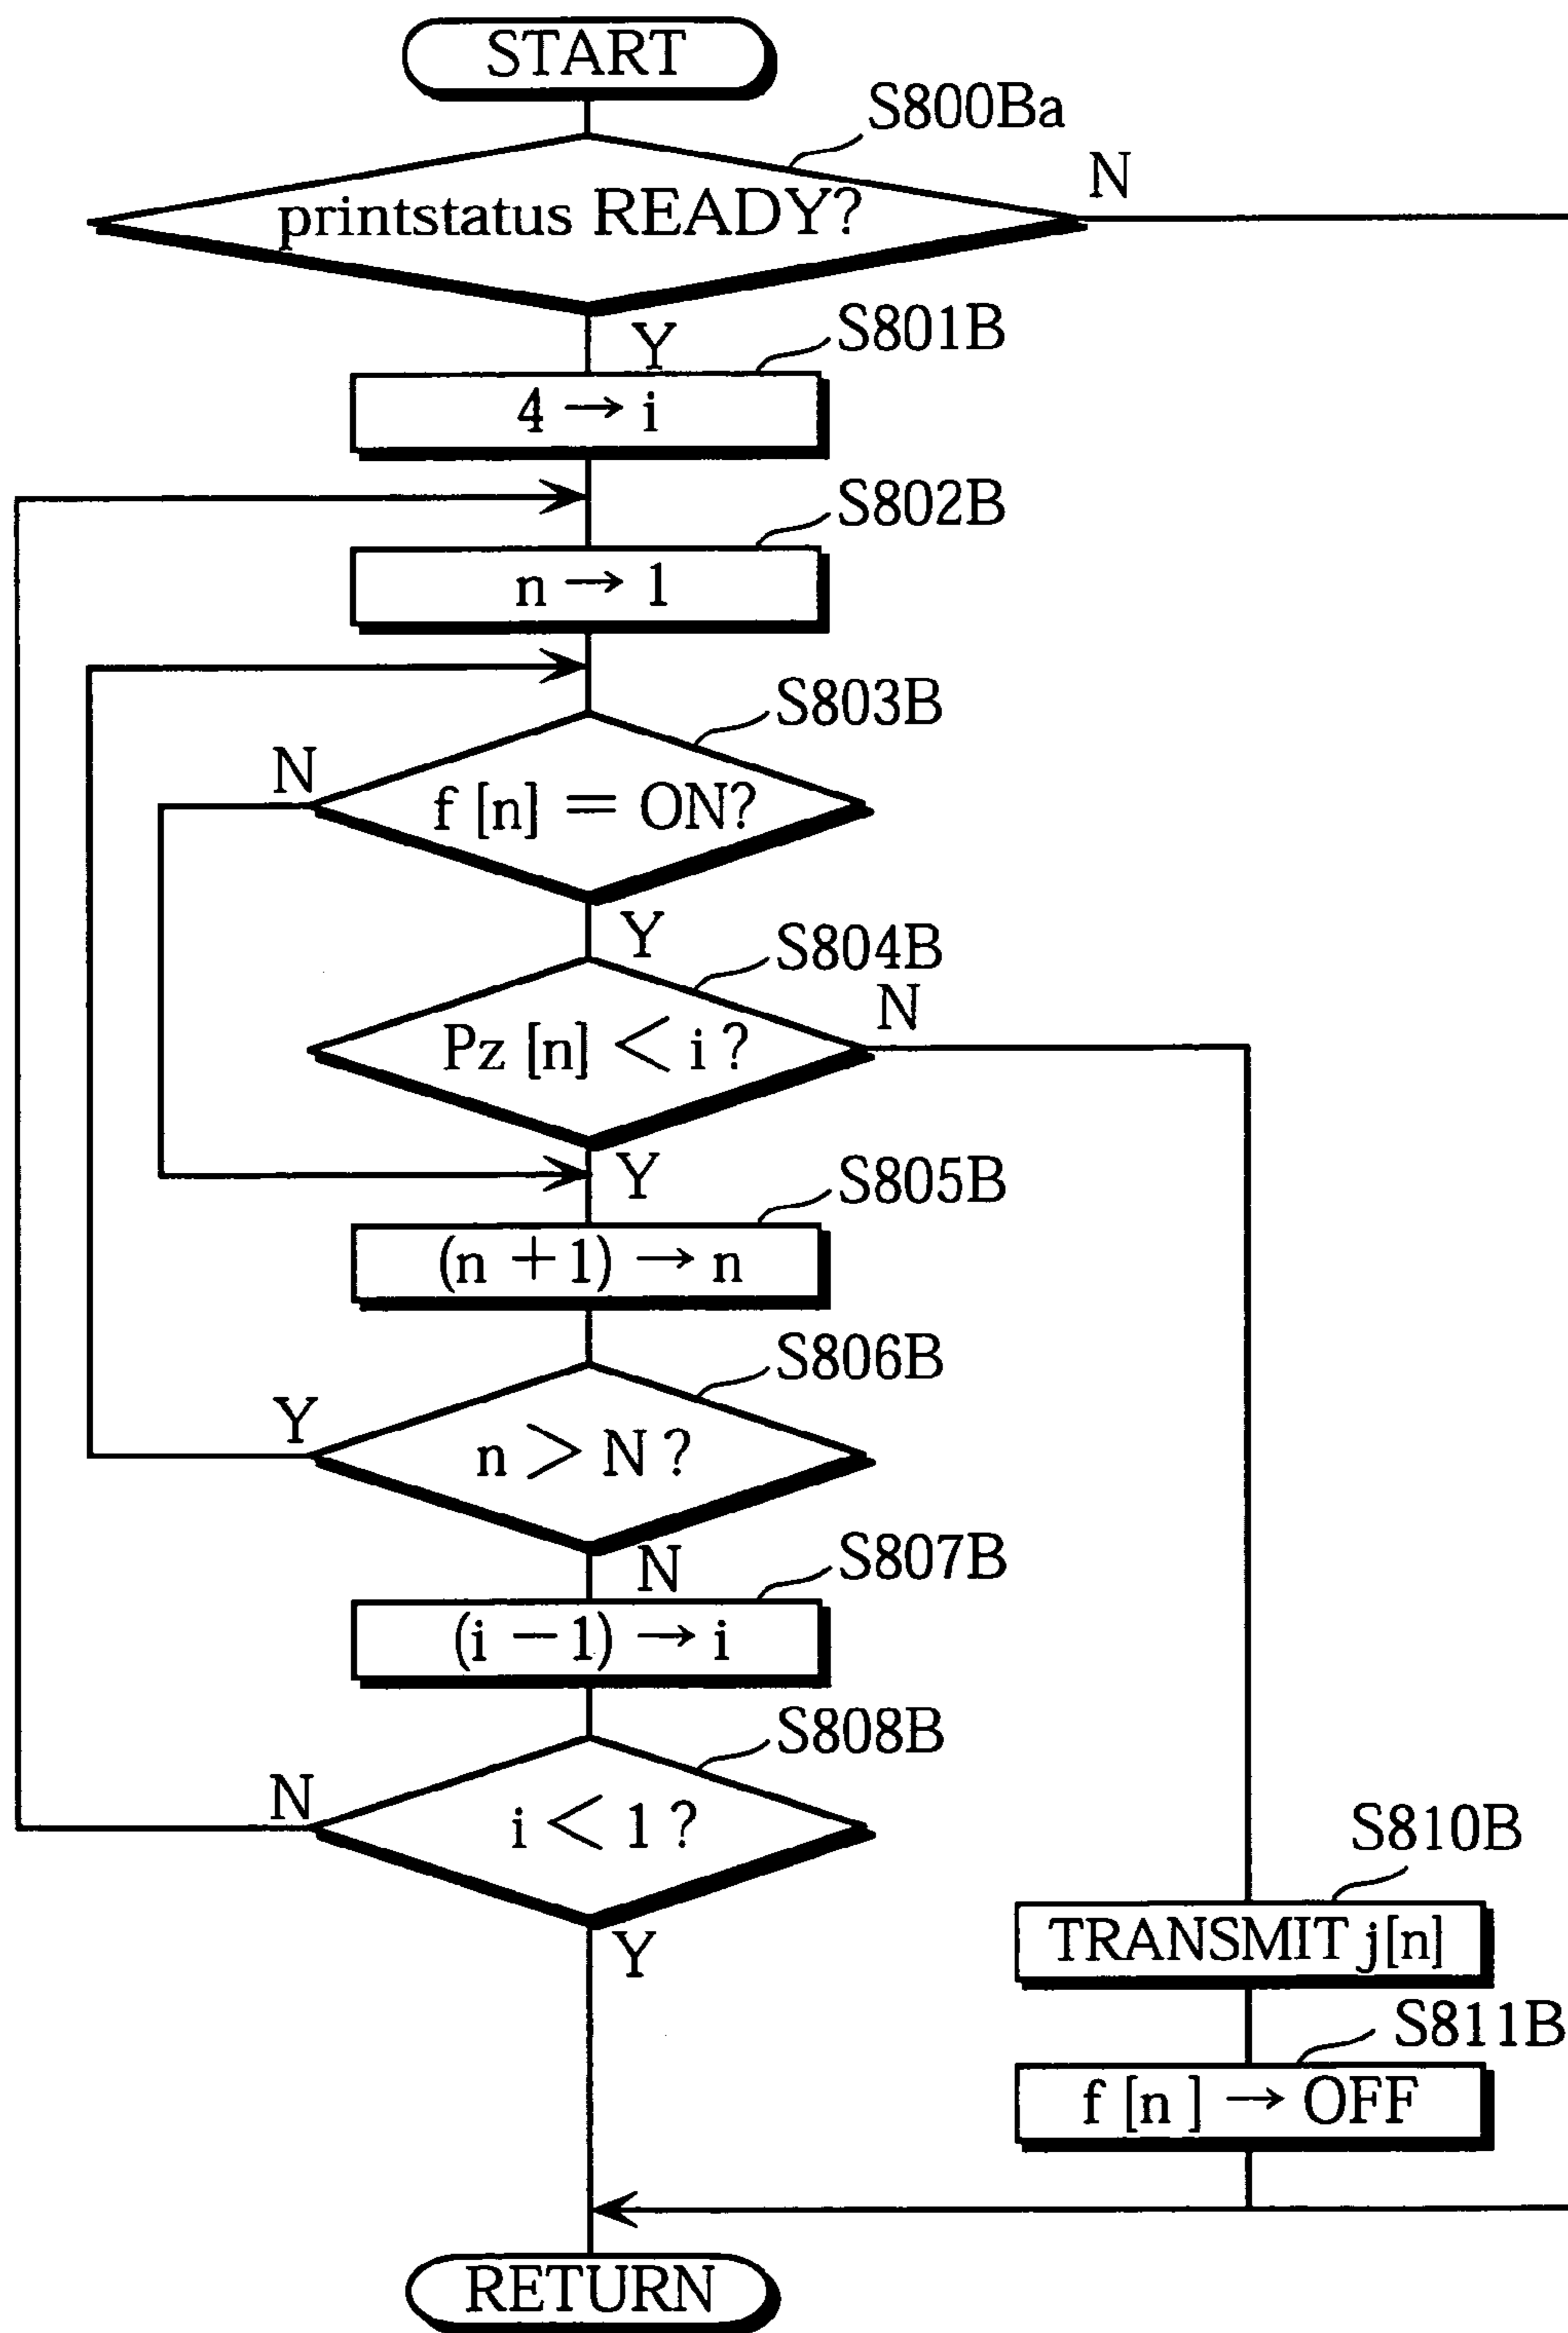 START
S800Ba
printstatus READY?
N
Y
S801B
4 → i
S802B
n → 1
S803B
N
f [n] = ON?
Y
S804B
N
Pz [n] < i ?
Y
S805B
(n + 1) → n
S806B
Y
n > N ?
N
S807B
(i − 1) → i
S808B
N
i < 1 ?
Y
S810B
TRANSMIT j[n]
S811B
f [n ] → OFF
RETURN